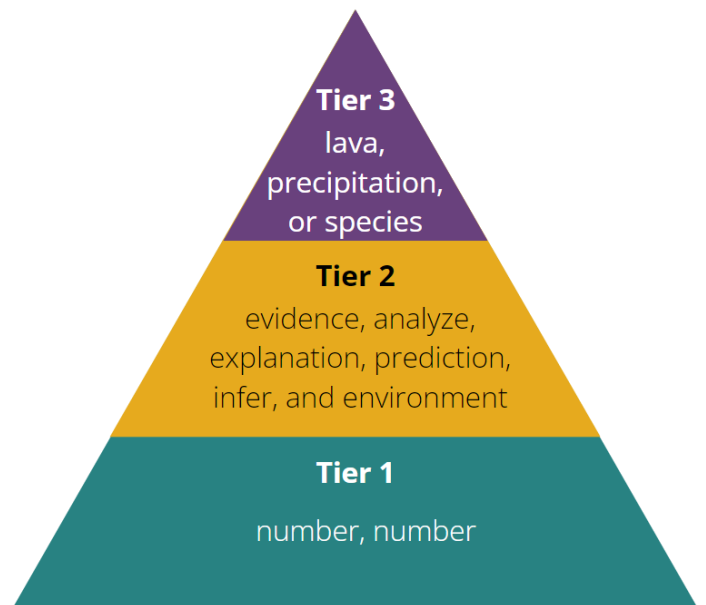 Tier 3
lava,
precipitation,
or species
Tier 2
evidence, analyze,
explanation, prediction,
infer, and environment
Tier 1
number, number